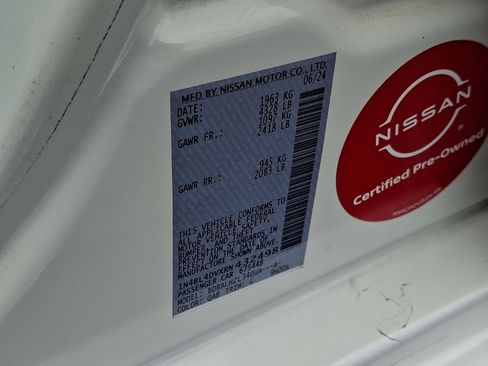 MFD BY NISSAN MOTOR CO., LTD.
DATE: 06/24
GVWR: 1963 KG
4328 LB
GAWR FR: 1097 KG
2418 LB
GAWR RR: 945 KG
2083 LB
THIS VEHICLE CONFORMS TO
ALL APPLICABLE FEDERAL
MOTOR VEHICLE SAFETY,
BUMPER, AND THEFT
PREVENTION STANDARDS IN
EFFECT ON THE DATE OF
MANUFACTURE SHOWN ABOVE.
1N4BL4DVXRN432498
PASSENGER CAR
COLOR: QAB TRIM: G
NISSAN
Certified Pre-Owned